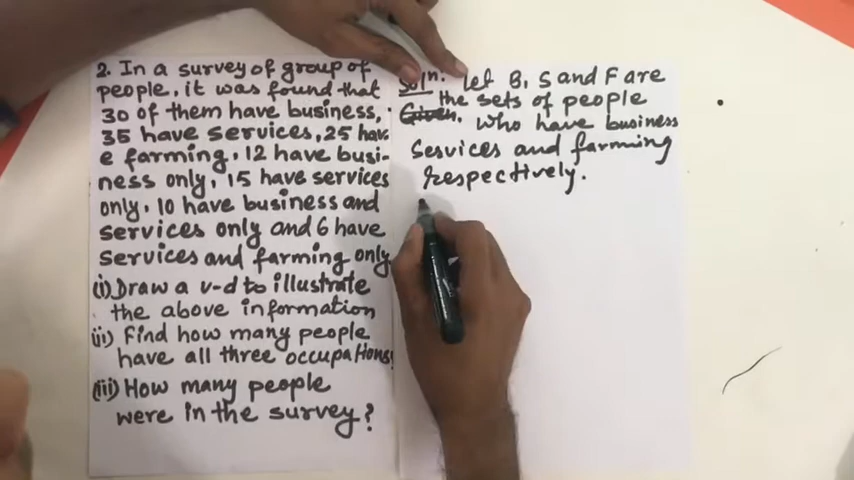 2. In a survey of group of
people, it was found that
30 of them have business,
35 have services, 25 hav
e farming, 12 have busi-
ness only, 15 have services
only, 10 have business and
services only and 6 have
services and farming only
(i) Draw a v-d to illustrate
the above information
(ii) Find how many people
have all three occupations?
(iii) How many people
were in the survey?
Soln: Let B, S and F are
the sets of people
Given. who have business
Services and farming
respectively.